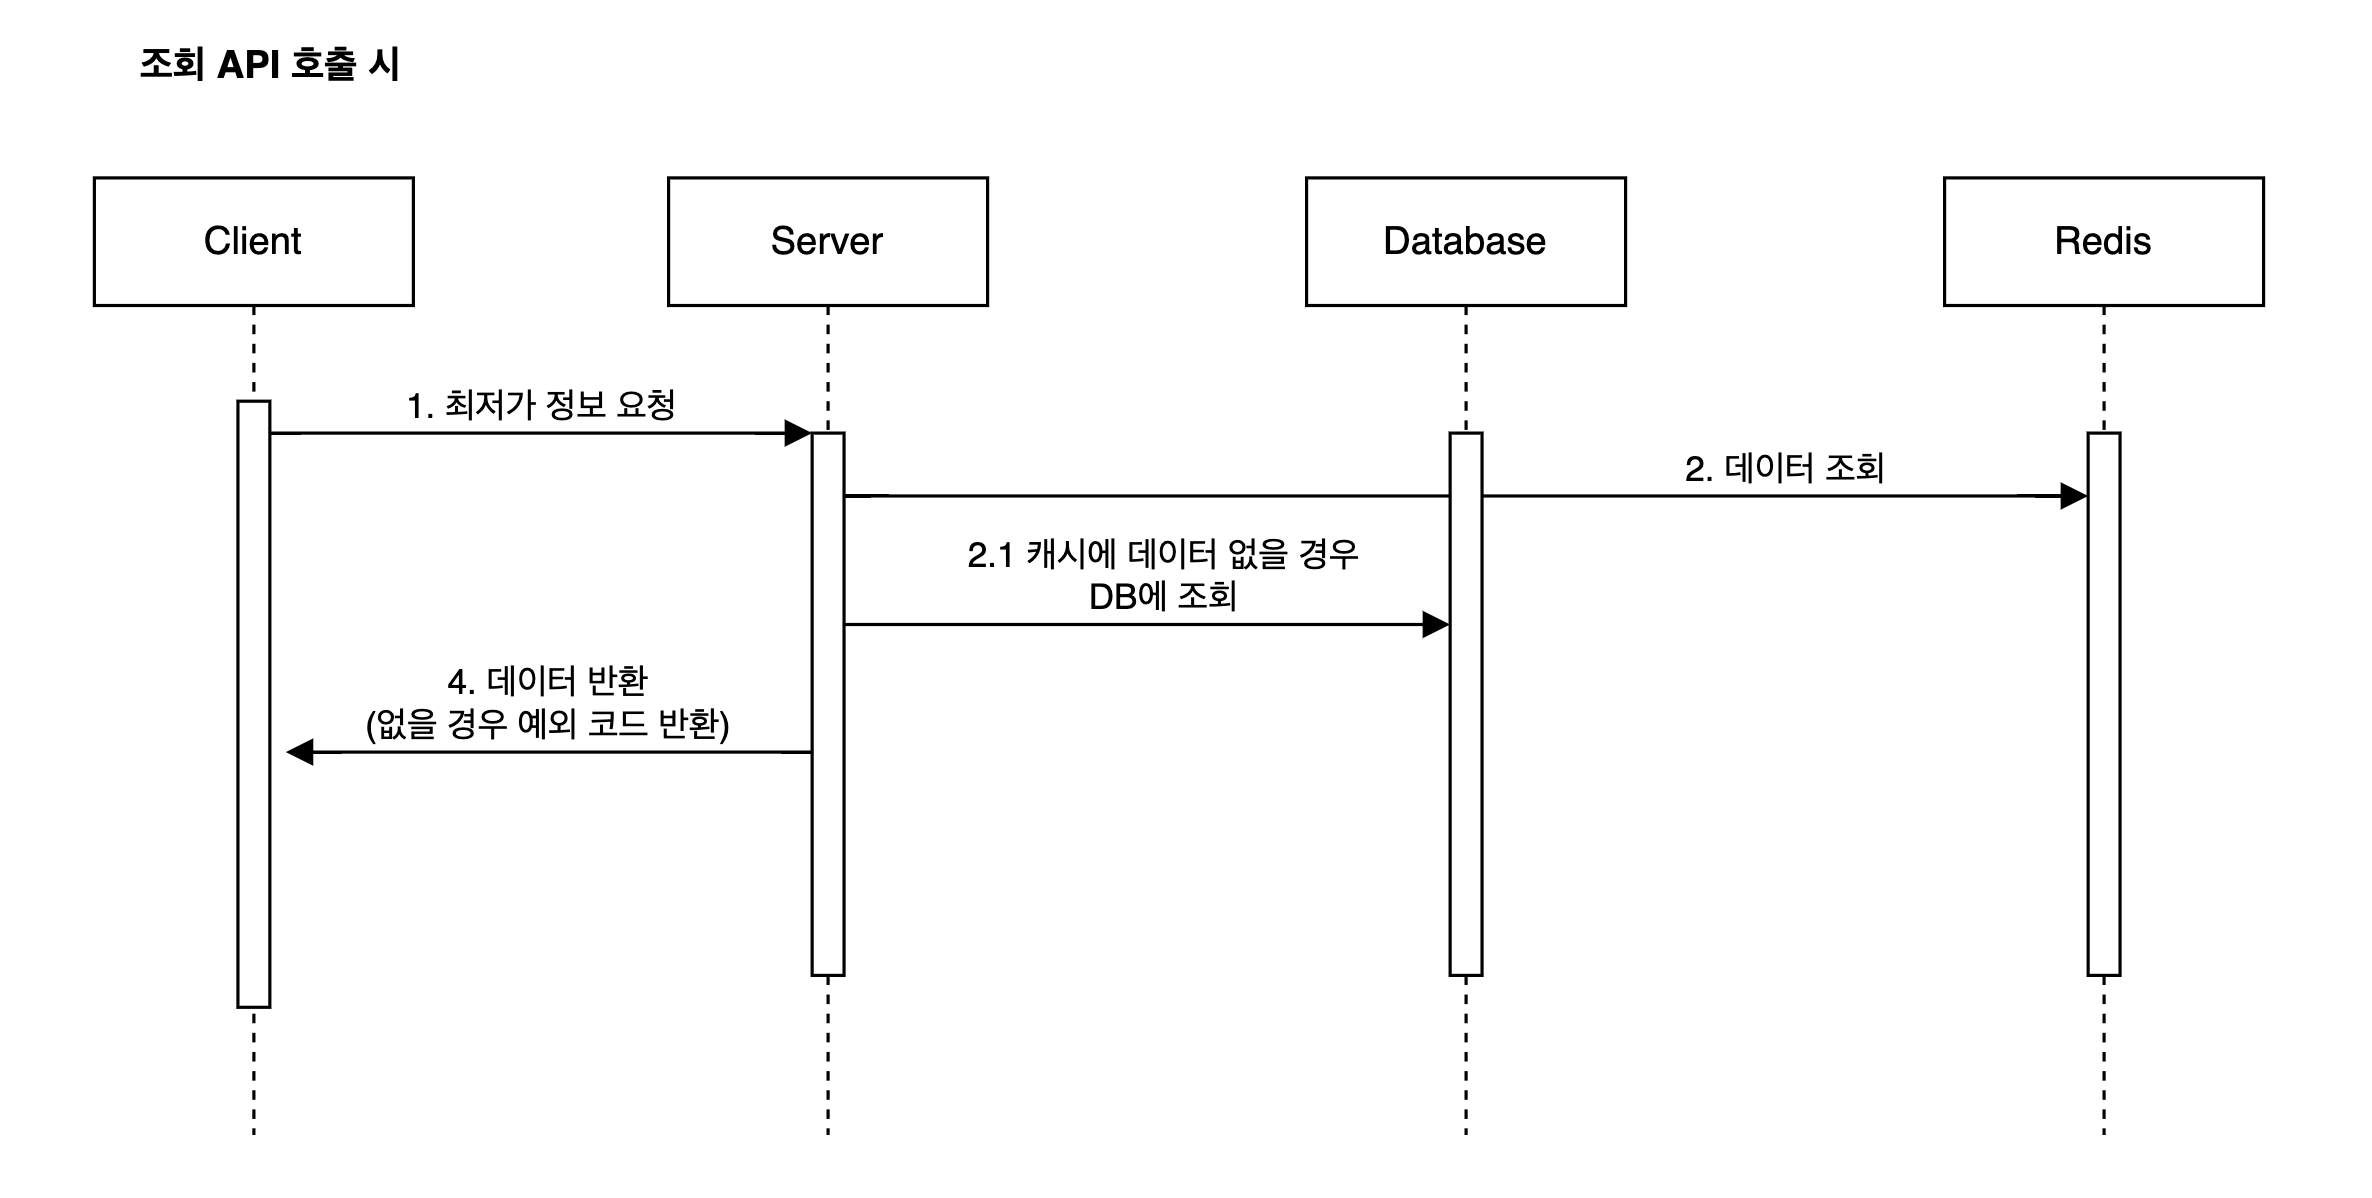 조회 API 호출 시
Client
Server
Database
Redis
1. 최저가 정보 요청
2. 데이터 조회
2.1 캐시에 데이터 없을 경우
DB에 조회
4. 데이터 반환
(없을 경우 예외 코드 반환)